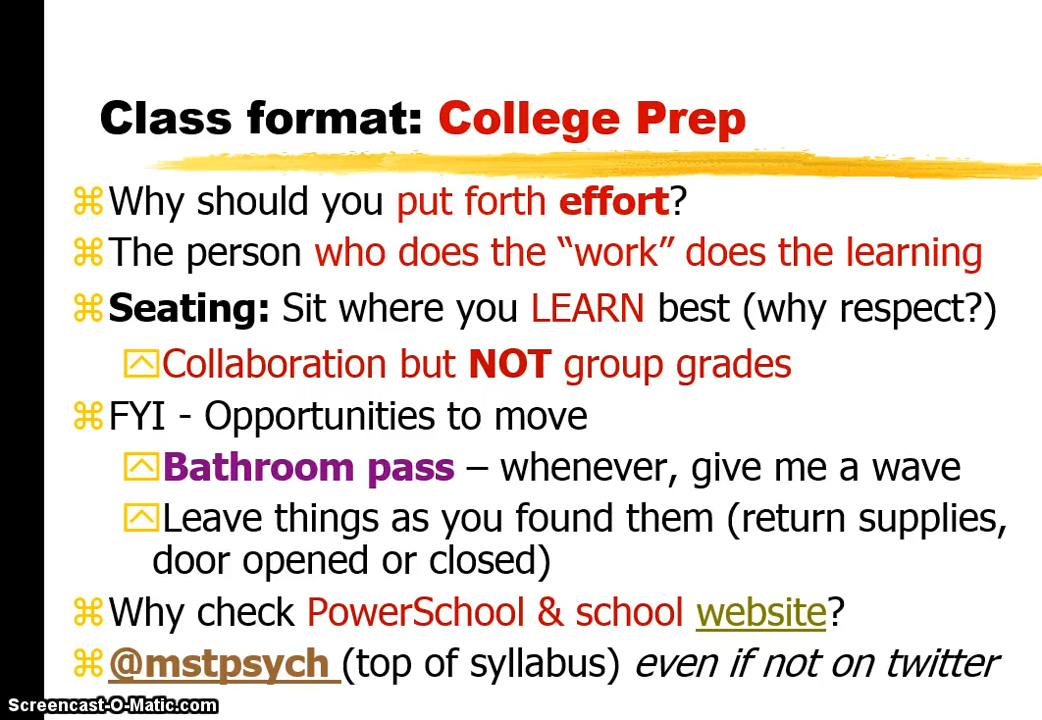 Class format: College Prep
⌘Why should you put forth effort?
⌘The person who does the “work” does the learning
⌘Seating: Sit where you LEARN best (why respect?)
Collaboration but NOT group grades
⌘FYI - Opportunities to move
Bathroom pass – whenever, give me a wave
Leave things as you found them (return supplies,
door opened or closed)
⌘Why check PowerSchool & school website?
⌘@mstpsych (top of syllabus) even if not on twitter
Screencast-O-Matic.com